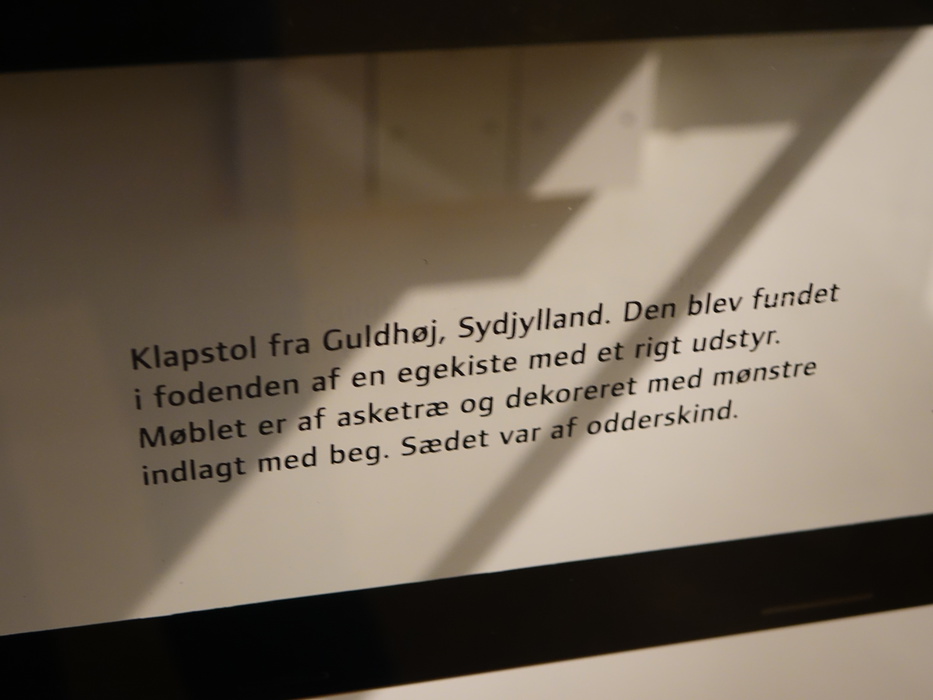 Klapstol fra Guldhøj, Sydjylland. Den blev fundet
i fodenden af en egekiste med et rigt udstyr.
Møblet er af asketræ og dekoreret med mønstre
indlagt med beg. Sædet var af odderskind.